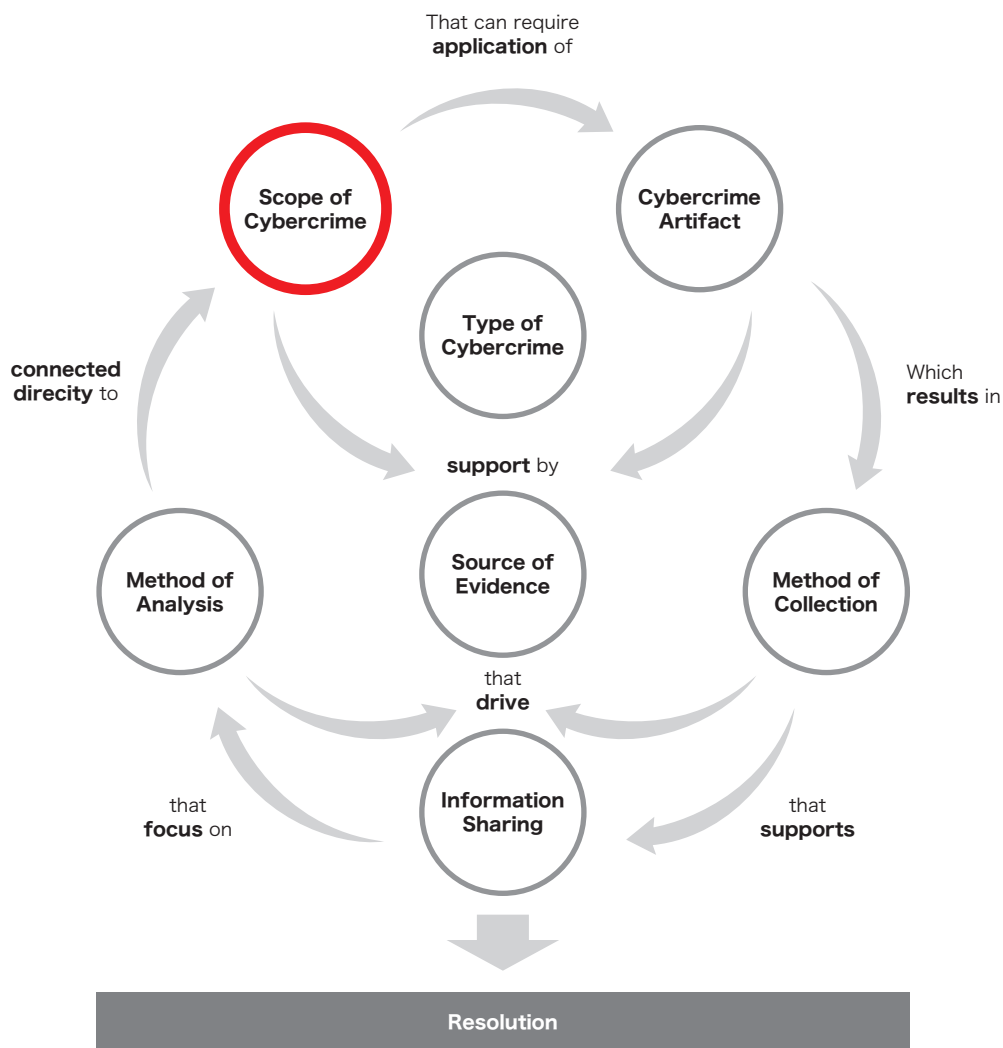 That can require
application of
Scope of
Cybercrime
Cybercrime
Artifact
Type of
Cybercrime
connected
direcity to
Which
results in
support by
Method of
Analysis
Source of
Evidence
Method of
Collection
that
drive
that
focus on
Information
Sharing
that
supports
Resolution